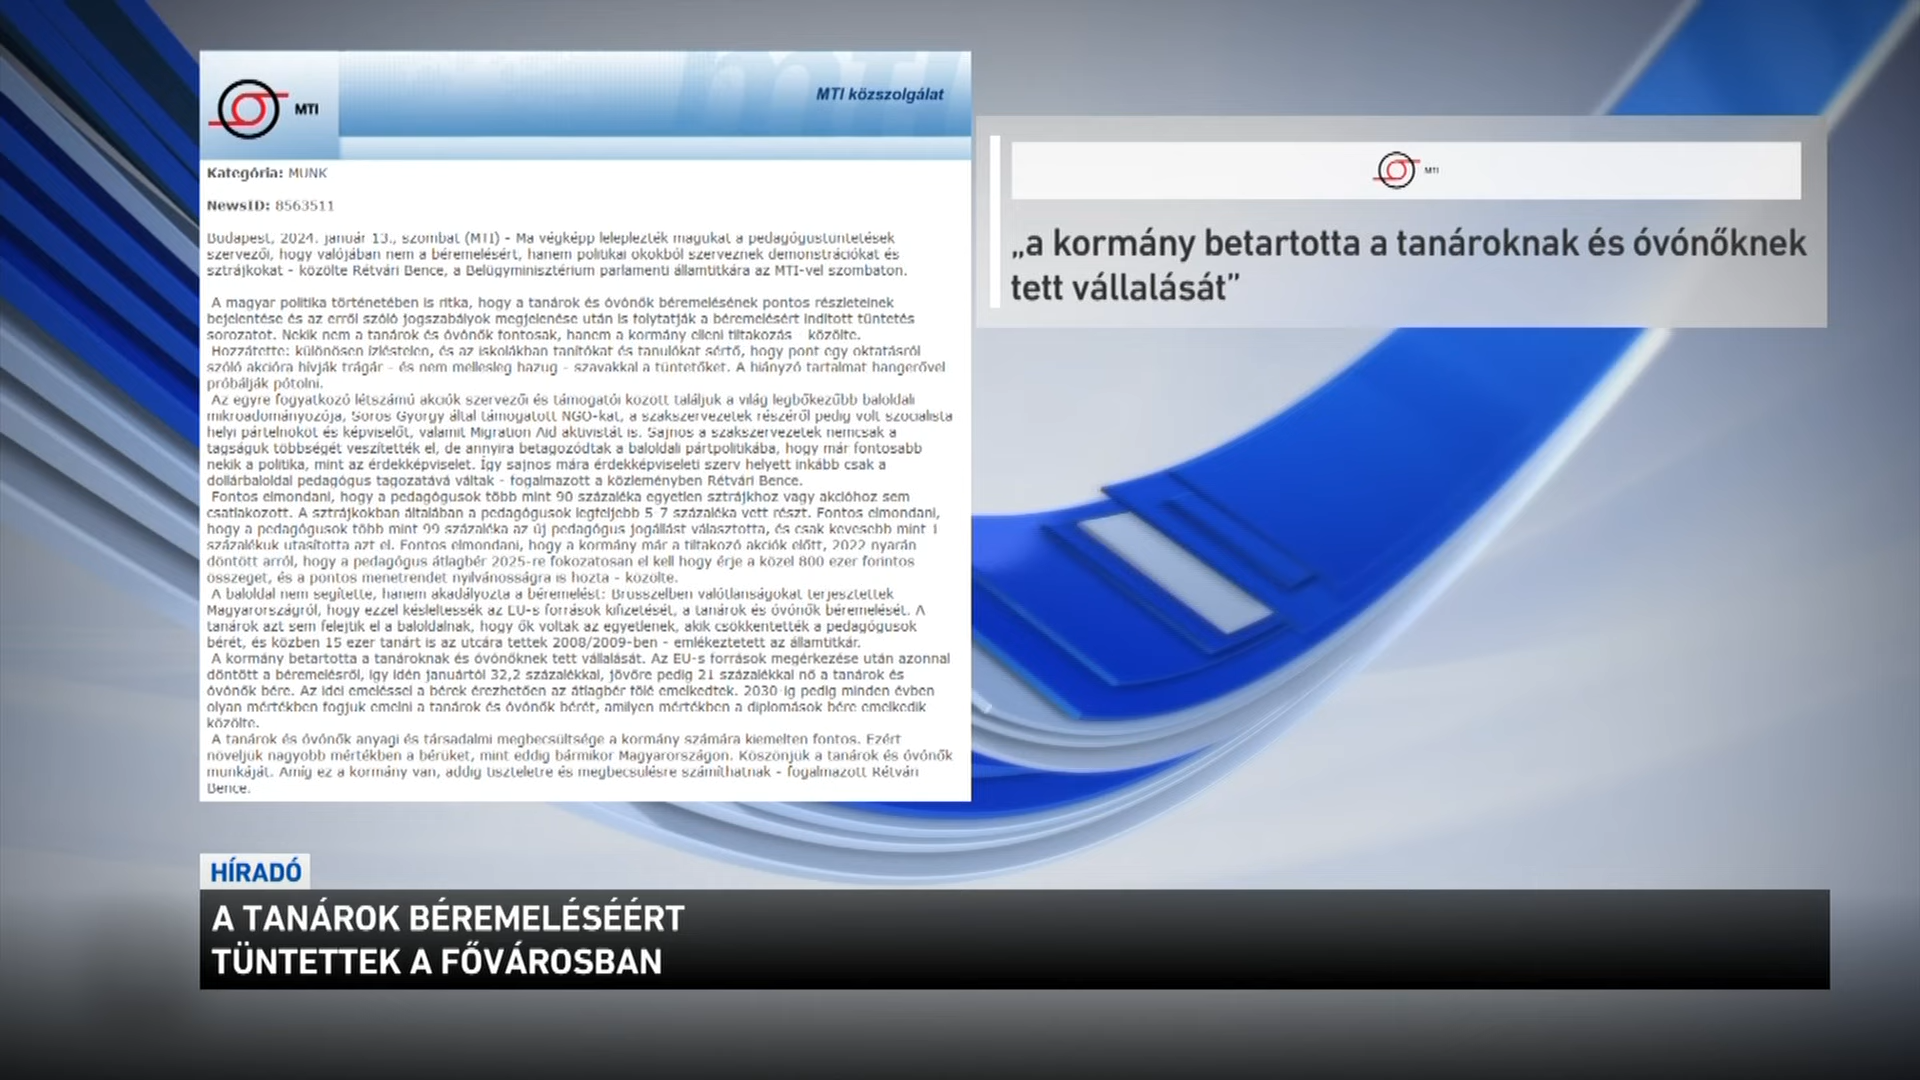 MTI
MTI közszolgálat
Kategória: MUNK
NewsID: 8563511
Budapest, 2024. január 13., szombat (MTI) - Ma végképp leleplezték magukat a pedagógustüntetések
szervezői, hogy valójában nem a béremelésért, hanem politikai okokból szerveznek demonstrációkat és
sztrájkokat - közölte Rétvári Bence, a Belügyminisztérium parlamenti államtitkára az MTI-vel szombaton.
A magyar politika történetében is ritka, hogy a tanárok és óvónők béremelésének pontos részleteinek
bejelentése és az erről szóló jogszabályok megjelenése után is folytatják a béremelésért indított tüntetés
sorozatot. Nekik nem a tanárok és óvónők fontosak, hanem a kormány elleni tiltakozás - közölte.
Hozzátette: különösen ízléstelen, és az iskolákban tanítókat és tanulókat sértő, hogy pont egy oktatásról
szóló akcióra hívják trágár - és nem mellesleg hazug - szavakkal a tüntetőket. A hiányzó tartalmat hangerővel
próbálják pótolni.
Az egyre fogyatkozó létszámú akciók szervezői és támogatói között találjuk a világ legbőkezűbb baloldali
mikroadományozója, Soros György által támogatott NGO-kat, a szakszervezetek részéről pedig volt szocialista
helyi pártelnököt és képviselőt, valamit Migration Aid aktivistát is. Sajnos a szakszervezetek nemcsak a
tagságuk többségét veszítették el, de annyira betagozódtak a baloldali pártpolitikába, hogy már fontosabb
nekik a politika, mint az érdekképviselet. Így sajnos mára érdekképviseleti szerv helyett inkább csak a
dollárbaloldal pedagógus tagozatává váltak - fogalmazott a közleményben Rétvári Bence.
Fontos elmondani, hogy a pedagógusok több mint 90 százaléka egyetlen sztrájkhoz vagy akcióhoz sem
csatlakozott. A sztrájkokban általában a pedagógusok legfeljebb 5-7 százaléka vett részt. Fontos elmondani,
hogy a pedagógusok több mint 99 százaléka az új pedagógus jogállást választotta, és csak kevesebb mint 1
százalékuk utasította azt el. Fontos elmondani, hogy a kormány már a tiltakozó akciók előtt, 2022 nyarán
döntött arról, hogy a pedagógus átlagbér 2025-re fokozatosan el kell hogy érje a közel 800 ezer forintos
összeget, és a pontos menetrendet nyilvánosságra is hozta - közölte.
A baloldal nem segítette, hanem akadályozta a béremelést: Brüsszelben valótlanságokat terjesztettek
Magyarországról, hogy ezzel késleltessék az EU-s források kifizetését, a tanárok és óvónők béremelését. A
tanárok azt sem felejtik el a baloldalnak, hogy ők voltak az egyetlenek, akik csökkentették a pedagógusok
bérét, és közben 15 ezer tanárt is az utcára tettek 2008/2009-ben - emlékeztetett az államtitkár.
A kormány betartotta a tanároknak és óvónőknek tett vállalását. Az EU-s források megérkezése után azonnal
döntött a béremelésről, így idén januártól 32,2 százalékkal, jövőre pedig 21 százalékkal nő a tanárok és
óvónők bére. Az idei emeléssel a bérek érezhetően az átlagbér fölé emelkedtek. 2030-ig pedig minden évben
olyan mértékben fogjuk emelni a tanárok és óvónők bérét, amilyen mértékben a diplomások bére emelkedik
közölte.
A tanárok és óvónők anyagi és társadalmi megbecsültsége a kormány számára kiemelten fontos. Ezért
növeljük nagyobb mértékben a bérüket, mint eddig bármikor Magyarországon. Köszönjük a tanárok és óvónők
munkáját. Amíg ez a kormány van, addig tiszteletre és megbecsülésre számíthatnak - fogalmazott Rétvári
Bence.
MTI
„a kormány betartotta a tanároknak és óvónőknek
tett vállalását”
HÍRADÓ
A TANÁROK BÉREMELÉSÉÉRT
TÜNTETTEK A FŐVÁROSBAN